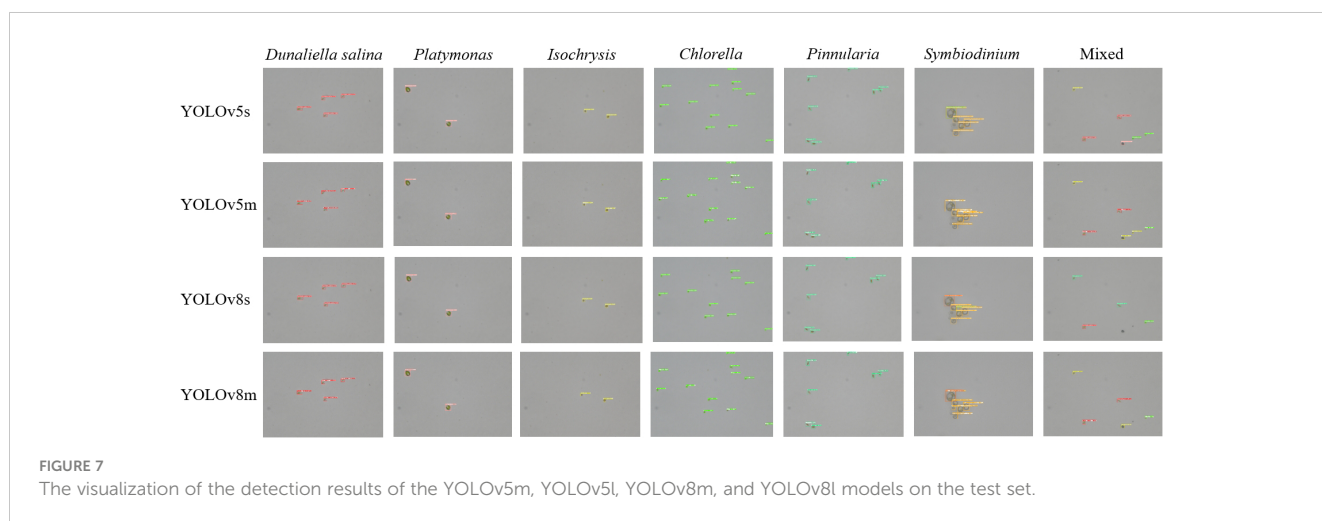 Dunaliella salina Platymonas Isochrysis Chlorella Pinnularia Symbiodinium Mixed
YOLOv5s
YOLOv5m
YOLOv8s
YOLOv8m
FIGURE 7
The visualization of the detection results of the YOLOv5m, YOLOv5l, YOLOv8m, and YOLOv8l models on the test set.